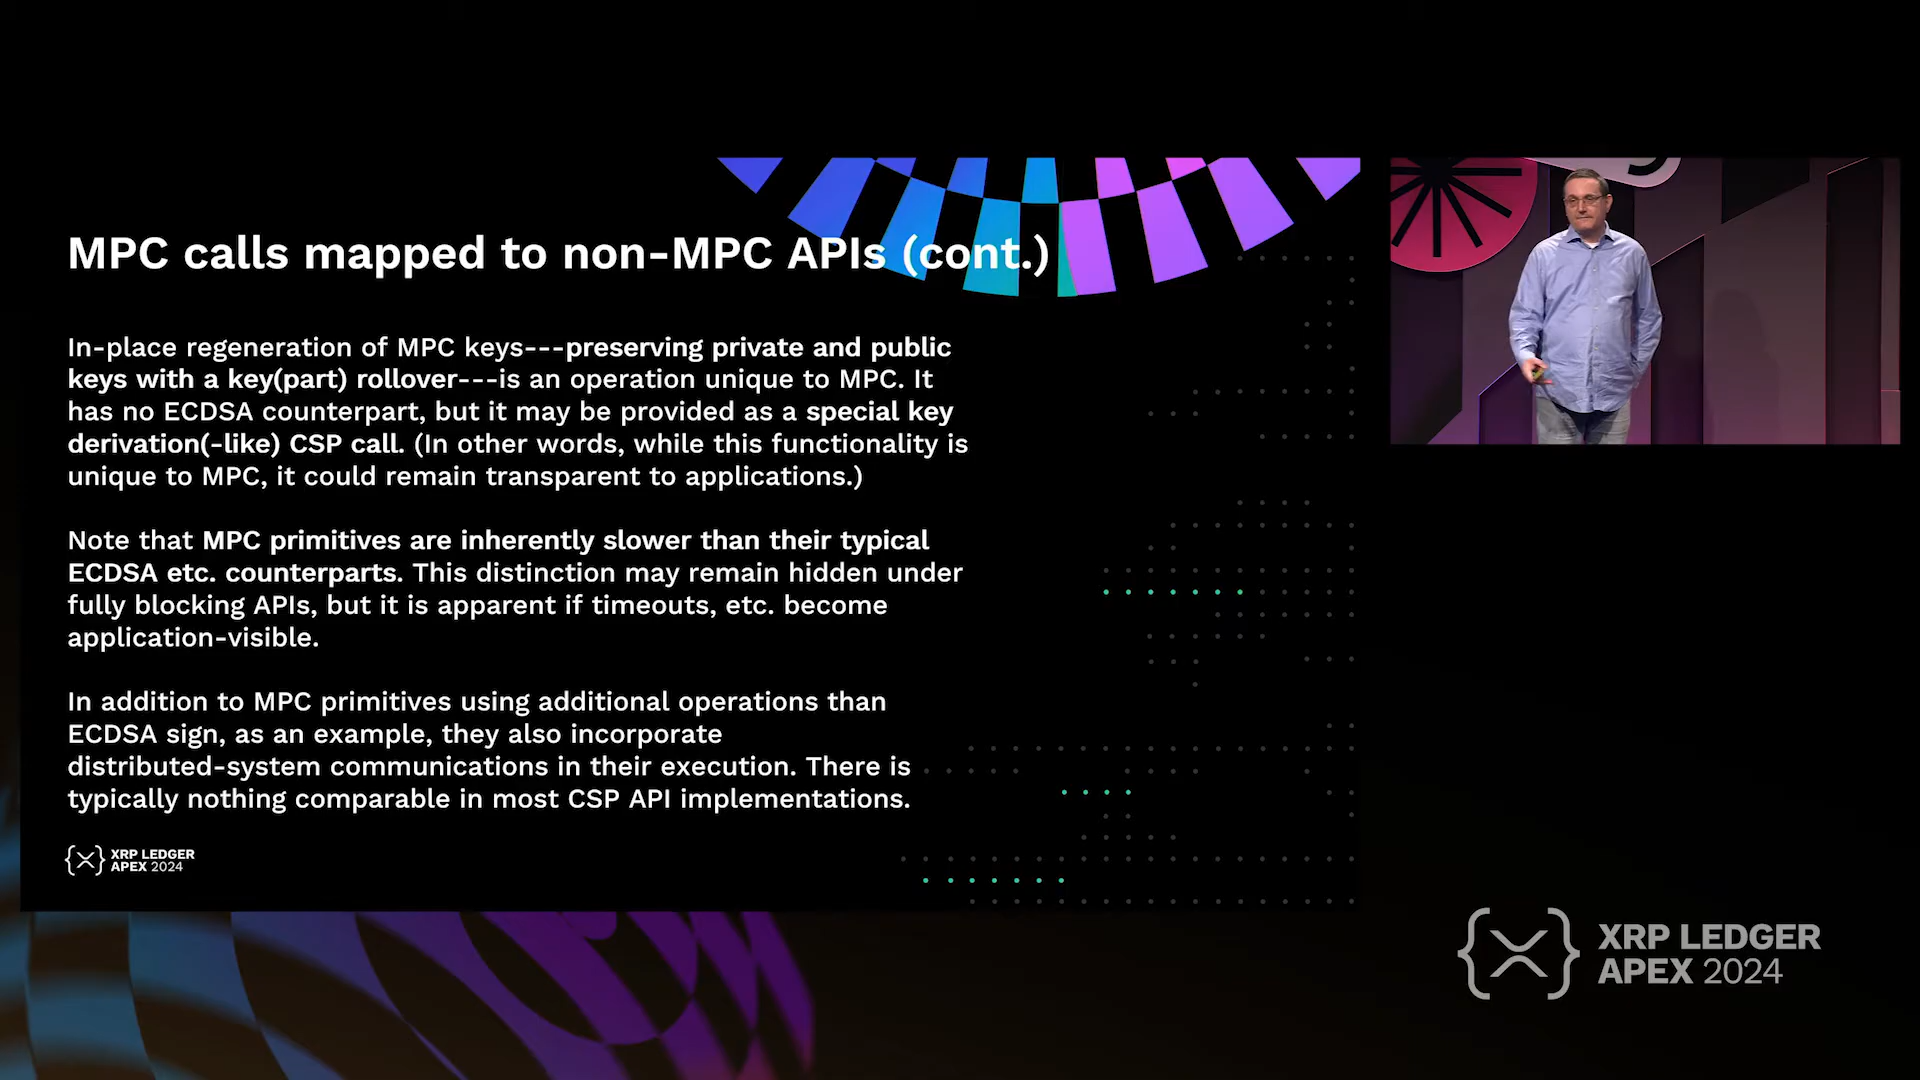 MPC calls mapped to non-MPC APIs (cont.)
In-place regeneration of MPC keys---preserving private and public
keys with a key(part) rollover---is an operation unique to MPC. It
has no ECDSA counterpart, but it may be provided as a special key
derivation(-like) CSP call. (In other words, while this functionality is
unique to MPC, it could remain transparent to applications.)
Note that MPC primitives are inherently slower than their typical
ECDSA etc. counterparts. This distinction may remain hidden under
fully blocking APIs, but it is apparent if timeouts, etc. become
application-visible.
In addition to MPC primitives using additional operations than
ECDSA sign, as an example, they also incorporate
distributed-system communications in their execution. There is
typically nothing comparable in most CSP API implementations.
XRP LEDGER
APEX 2024
XRP LEDGER
APEX 2024